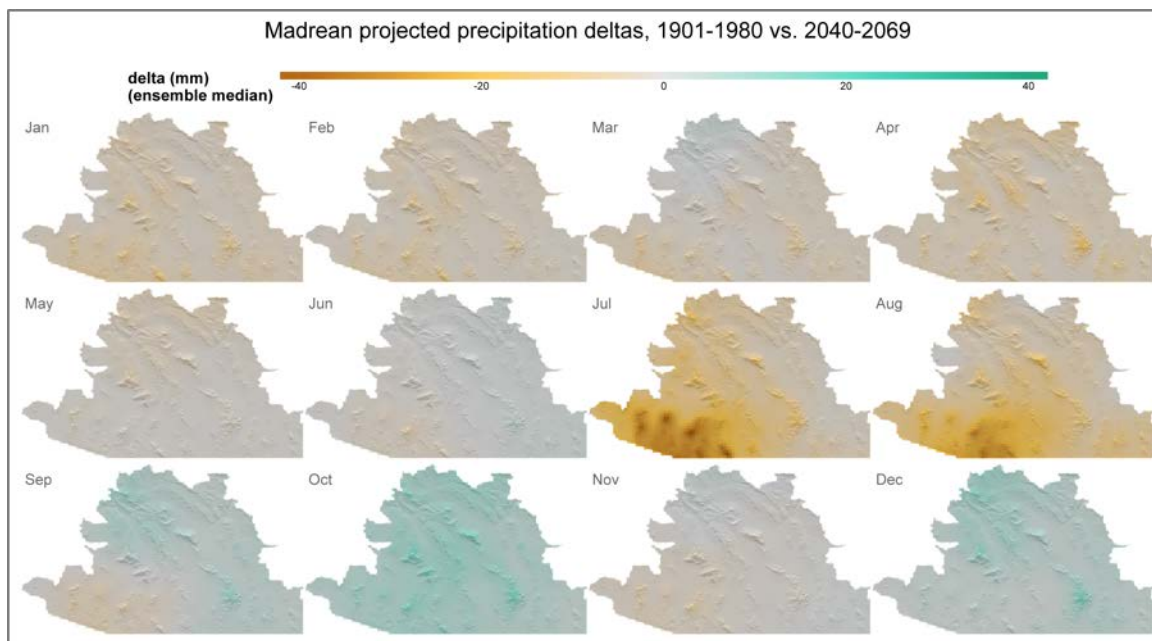 Madrean projected precipitation deltas, 1901-1980 vs. 2040-2069
delta (mm)
(ensemble median)
-40 -20 0 20 40
Jan Feb Mar Apr
May Jun Jul Aug
Sep Oct Nov Dec